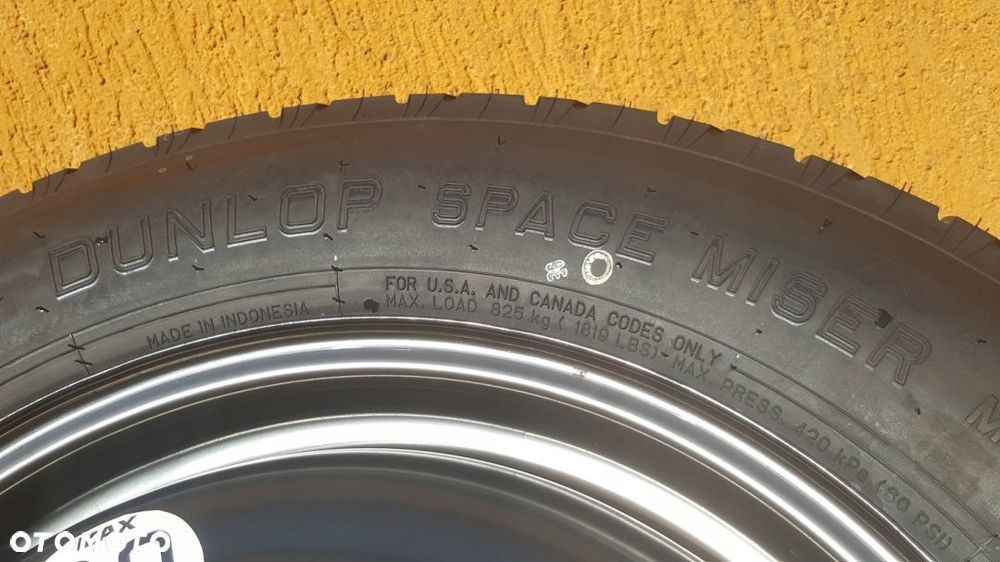 DUNLOP SPACE MISER
FOR U.S.A. AND CANADA CODES ONLY
MAX. LOAD 825 kg ( 1819 LBS) - MAX. PRESS. 420 kPa (60 PSI)
MADE IN INDONESIA
MAX
OTOMOTO